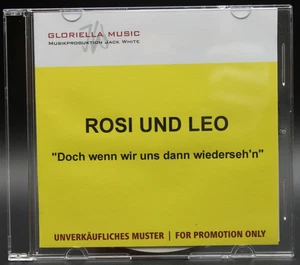 GLORIELLA MUSIC
MUSIKPRODUKTION JACK WHITE
ROSI UND LEO
"Doch wenn wir uns dann wiederseh'n"
UNVERKÄUFLICHES MUSTER | FOR PROMOTION ONLY